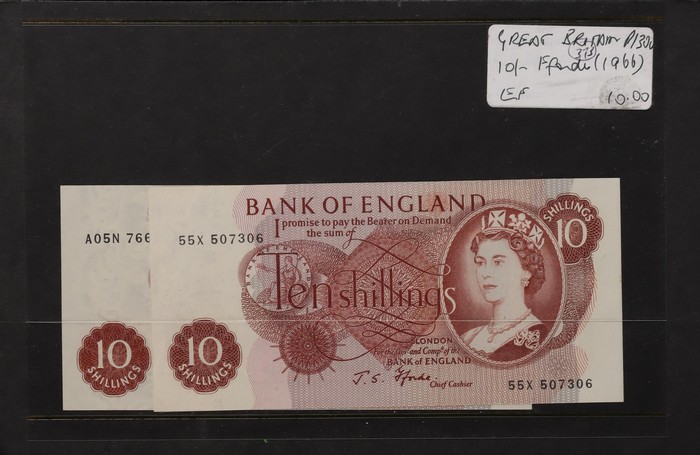 GREAT BRITAIN
373
10/- Fforde (1966)
EF 10.00
BANK OF ENGLAND
I promise to pay the Bearer on Demand
the sum of
SHILLINGS
10
A05N 766
55X 507306
Ten shillings
LONDON
For the Govr and Compa of the
BANK OF ENGLAND
10
SHILLINGS
10
SHILLINGS
J. S. Fforde
Chief Cashier
55X 507306